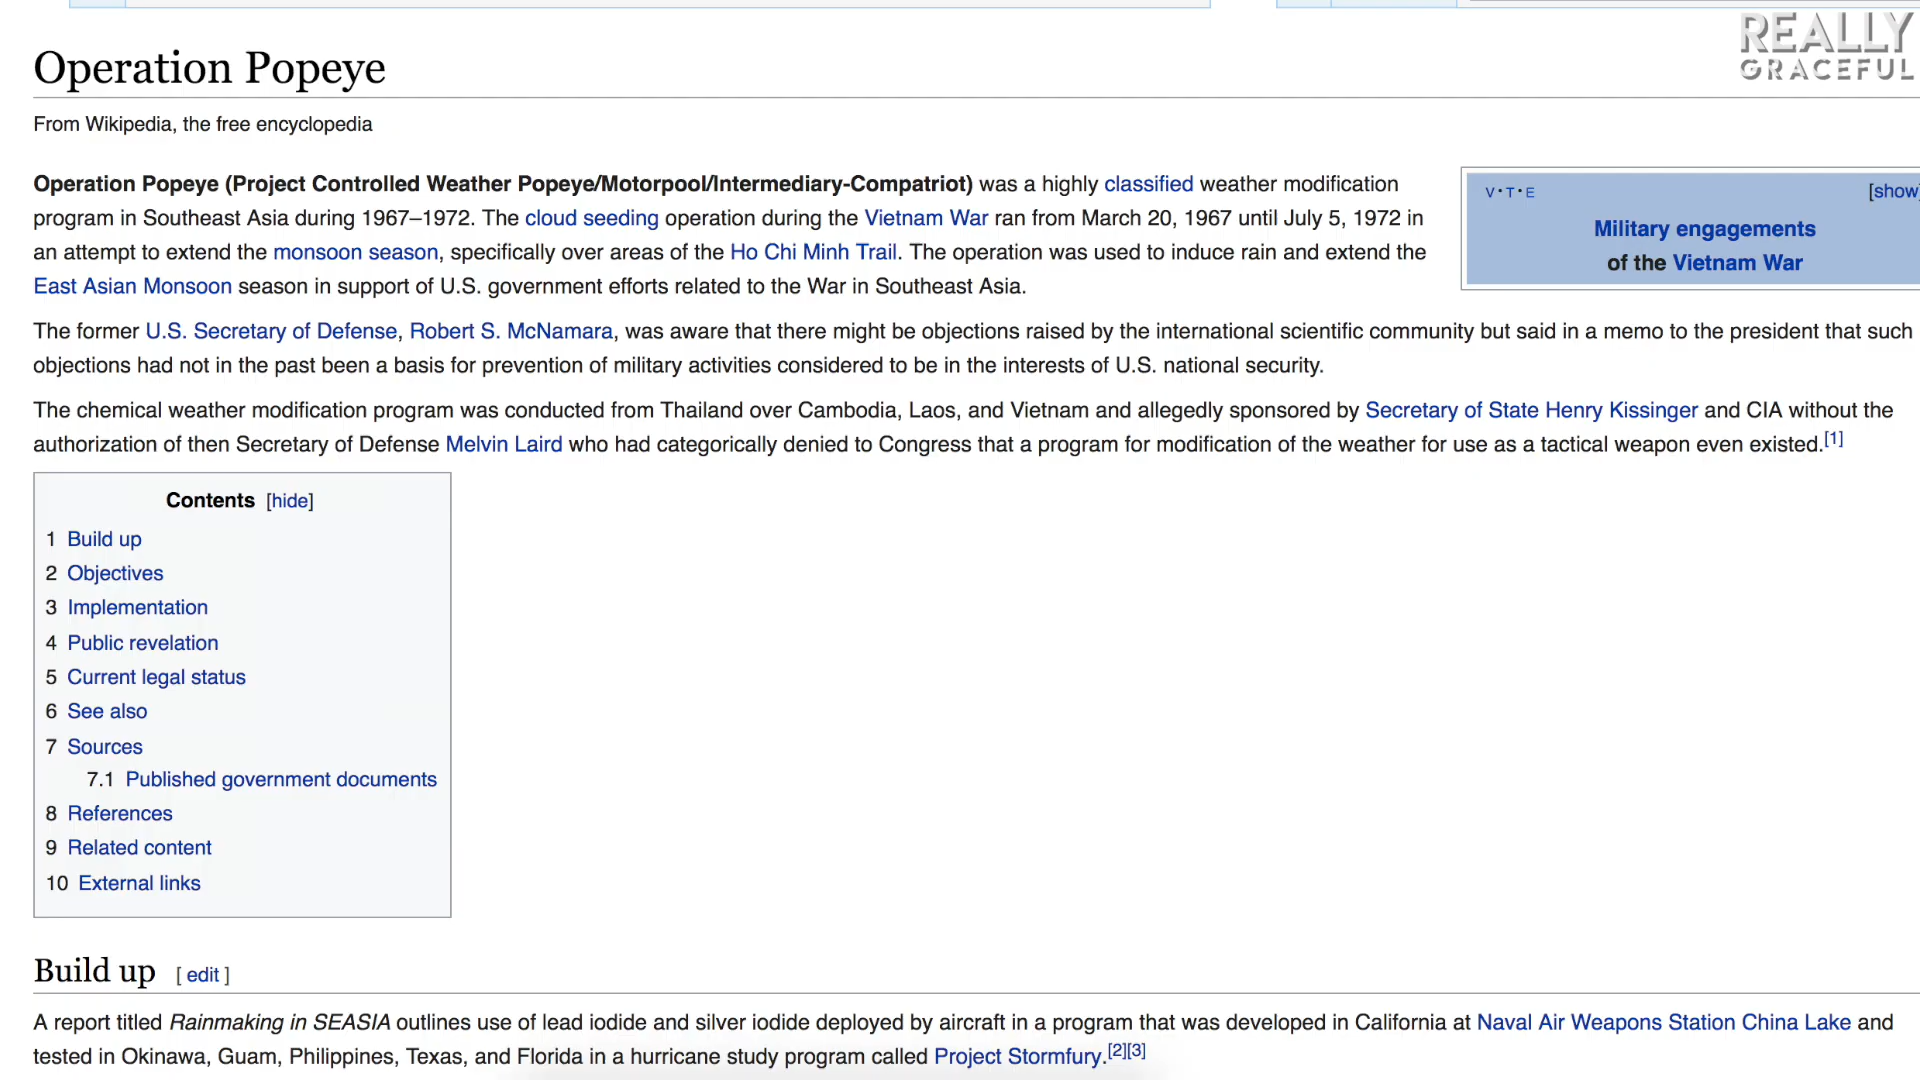 REALLY
GRACEFUL
Operation Popeye
From Wikipedia, the free encyclopedia
Operation Popeye (Project Controlled Weather Popeye/Motorpool/Intermediary-Compatriot) was a highly classified weather modification
program in Southeast Asia during 1967–1972. The cloud seeding operation during the Vietnam War ran from March 20, 1967 until July 5, 1972 in
an attempt to extend the monsoon season, specifically over areas of the Ho Chi Minh Trail. The operation was used to induce rain and extend the
East Asian Monsoon season in support of U.S. government efforts related to the War in Southeast Asia.
V·T·E [show]
Military engagements
of the Vietnam War
The former U.S. Secretary of Defense, Robert S. McNamara, was aware that there might be objections raised by the international scientific community but said in a memo to the president that such
objections had not in the past been a basis for prevention of military activities considered to be in the interests of U.S. national security.
The chemical weather modification program was conducted from Thailand over Cambodia, Laos, and Vietnam and allegedly sponsored by Secretary of State Henry Kissinger and CIA without the
authorization of then Secretary of Defense Melvin Laird who had categorically denied to Congress that a program for modification of the weather for use as a tactical weapon even existed.[1]
Contents [hide]
1 Build up
2 Objectives
3 Implementation
4 Public revelation
5 Current legal status
6 See also
7 Sources
7.1 Published government documents
8 References
9 Related content
10 External links
Build up [ edit ]
A report titled Rainmaking in SEASIA outlines use of lead iodide and silver iodide deployed by aircraft in a program that was developed in California at Naval Air Weapons Station China Lake and
tested in Okinawa, Guam, Philippines, Texas, and Florida in a hurricane study program called Project Stormfury.[2][3]